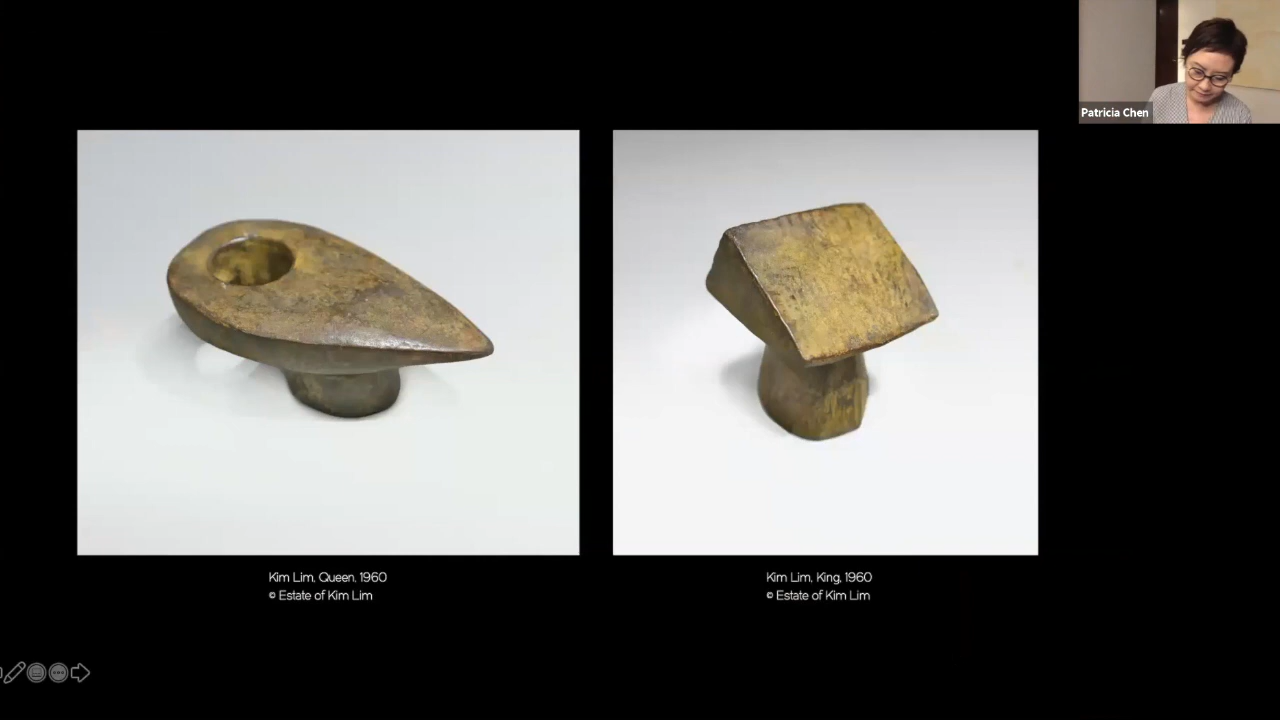 Patricia Chen
Kim Lim, Queen, 1960
© Estate of Kim Lim
Kim Lim, King, 1960
© Estate of Kim Lim